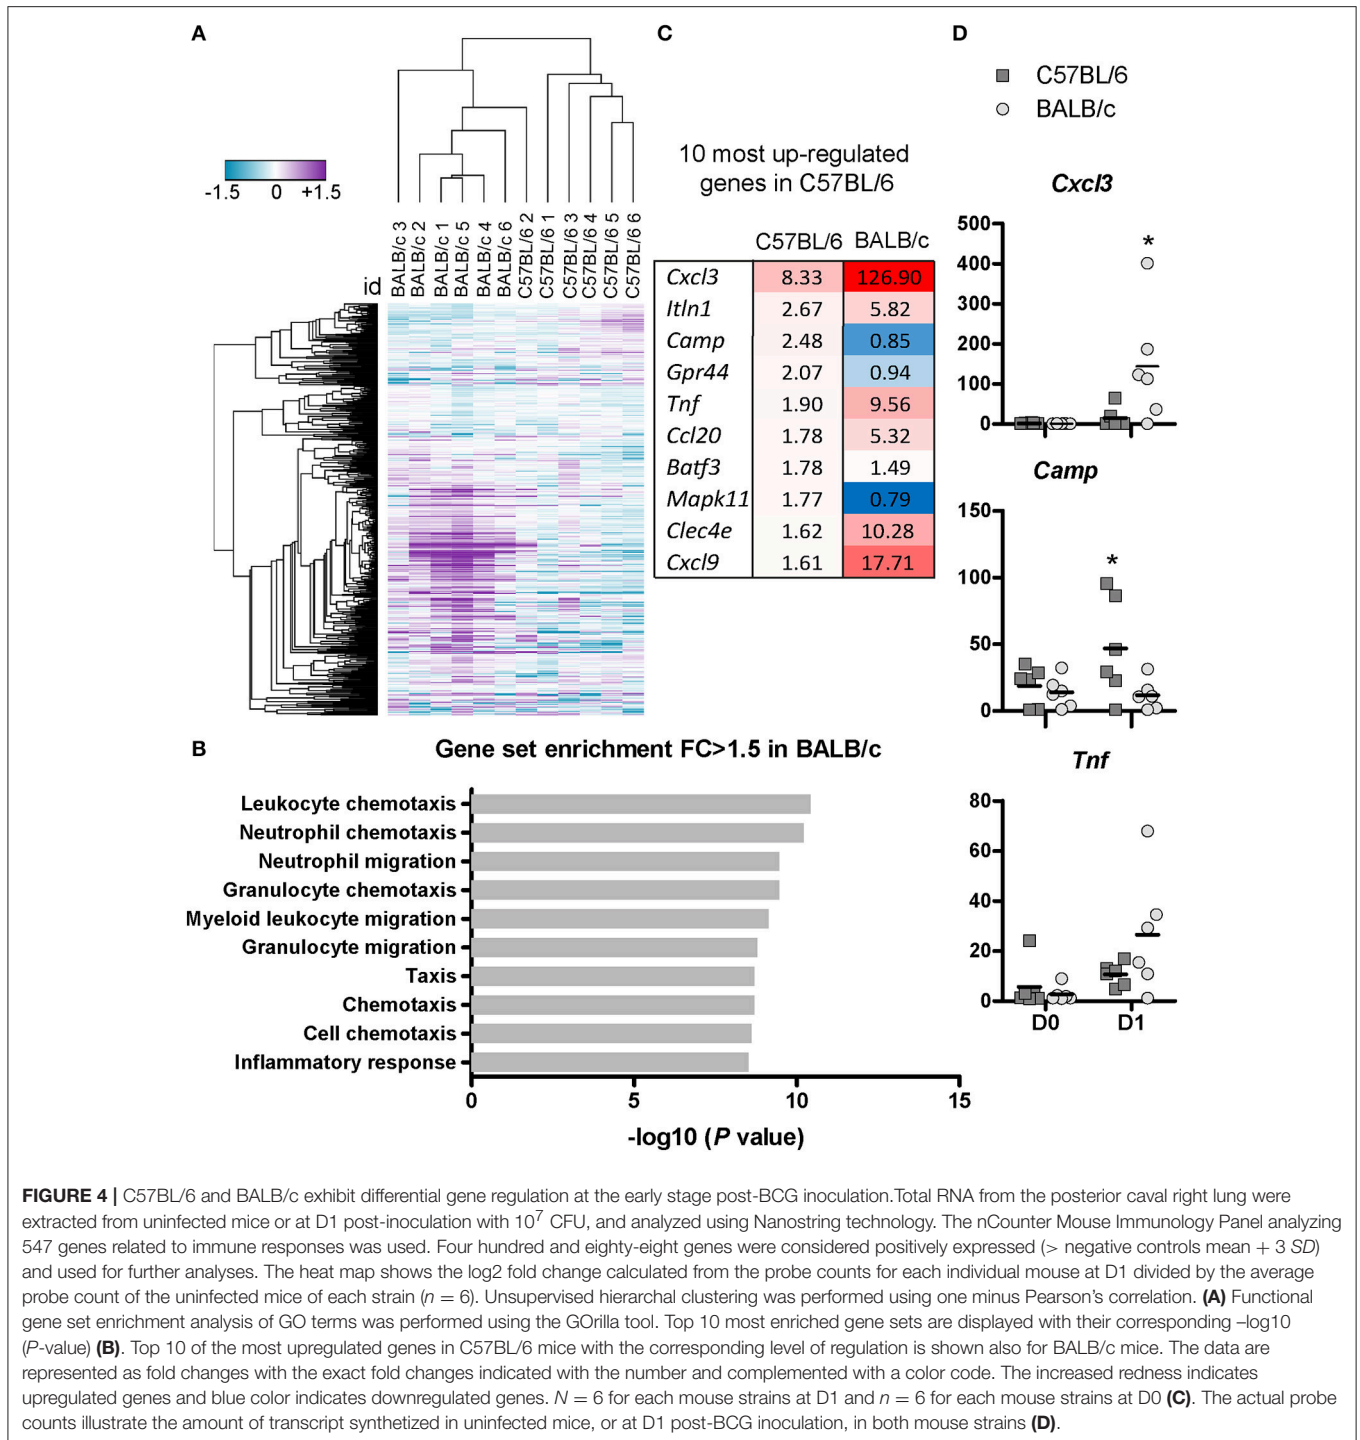 A
-1.5 0 +1.5
id
BALB/c 3
BALB/c 2
BALB/c 1
BALB/c 5
BALB/c 4
BALB/c 6
C57BL/6 2
C57BL/6 1
C57BL/6 3
C57BL/6 4
C57BL/6 5
C57BL/6 6
B
Gene set enrichment FC>1.5 in BALB/c
Leukocyte chemotaxis
Neutrophil chemotaxis
Neutrophil migration
Granulocyte chemotaxis
Myeloid leukocyte migration
Granulocyte migration
Taxis
Chemotaxis
Cell chemotaxis
Inflammatory response
0 5 10 15
-log10 (P value)
C
10 most up-regulated
genes in C57BL/6
C57BL/6 BALB/c
Cxcl3 8.33 126.90
Itln1 2.67 5.82
Camp 2.48 0.85
Gpr44 2.07 0.94
Tnf 1.90 9.56
Ccl20 1.78 5.32
Batf3 1.78 1.49
Mapk11 1.77 0.79
Clec4e 1.62 10.28
Cxcl9 1.61 17.71
D
C57BL/6
BALB/c
Cxcl3
500
400
300
200
100
0
*
Camp
150
100
50
0
*
Tnf
80
60
40
20
0
D0 D1
FIGURE 4 | C57BL/6 and BALB/c exhibit differential gene regulation at the early stage post-BCG inoculation.Total RNA from the posterior caval right lung were
extracted from uninfected mice or at D1 post-inoculation with 10⁷ CFU, and analyzed using Nanostring technology. The nCounter Mouse Immunology Panel analyzing
547 genes related to immune responses was used. Four hundred and eighty-eight genes were considered positively expressed (> negative controls mean + 3 SD)
and used for further analyses. The heat map shows the log2 fold change calculated from the probe counts for each individual mouse at D1 divided by the average
probe count of the uninfected mice of each strain (n = 6). Unsupervised hierarchal clustering was performed using one minus Pearson's correlation. (A) Functional
gene set enrichment analysis of GO terms was performed using the GOrilla tool. Top 10 most enriched gene sets are displayed with their corresponding –log10
(P-value) (B). Top 10 of the most upregulated genes in C57BL/6 mice with the corresponding level of regulation is shown also for BALB/c mice. The data are
represented as fold changes with the exact fold changes indicated with the number and complemented with a color code. The increased redness indicates
upregulated genes and blue color indicates downregulated genes. N = 6 for each mouse strains at D1 and n = 6 for each mouse strains at D0 (C). The actual probe
counts illustrate the amount of transcript synthetized in uninfected mice, or at D1 post-BCG inoculation, in both mouse strains (D).